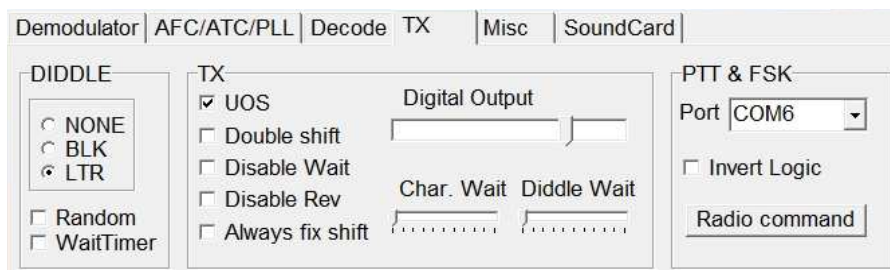 Demodulator AFC/ATC/PLL Decode TX Misc SoundCard
DIDDLE
NONE
BLK
LTR
Random
WaitTimer
TX
UOS
Double shift
Disable Wait
Disable Rev
Always fix shift
Digital Output
Char. Wait Diddle Wait
PTT & FSK
Port COM6
Invert Logic
Radio command